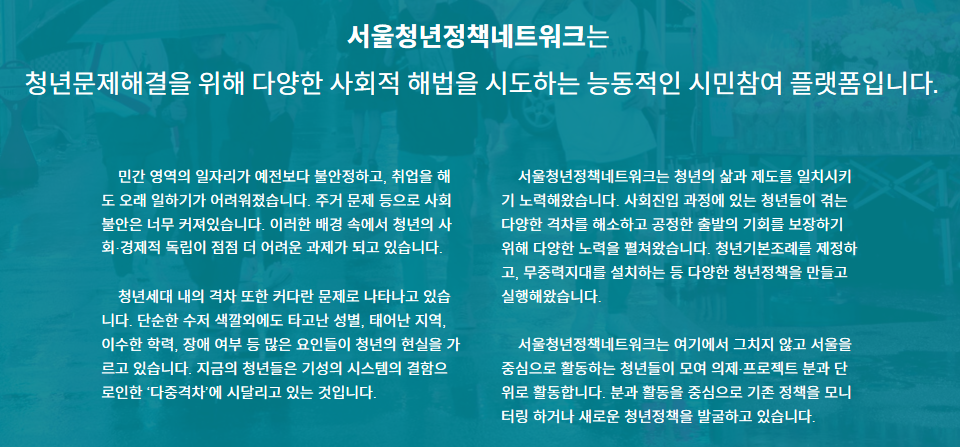 서울청년정책네트워크는
청년문제해결을 위해 다양한 사회적 해법을 시도하는 능동적인 시민참여 플랫폼입니다.
민간 영역의 일자리가 예전보다 불안정하고, 취업을 해
도 오래 일하기가 어려워졌습니다. 주거 문제 등으로 사회
불안은 너무 커져있습니다. 이러한 배경 속에서 청년의 사
회·경제적 독립이 점점 더 어려운 과제가 되고 있습니다.
청년세대 내의 격차 또한 커다란 문제로 나타나고 있습
니다. 단순한 수저 색깔외에도 타고난 성별, 태어난 지역,
이수한 학력, 장애 여부 등 많은 요인들이 청년의 현실을 가
르고 있습니다. 지금의 청년들은 기성의 시스템의 결함으
로인한 ‘다중격차’에 시달리고 있는 것입니다.
서울청년정책네트워크는 청년의 삶과 제도를 일치시키
기 노력해왔습니다. 사회진입 과정에 있는 청년들이 겪는
다양한 격차를 해소하고 공정한 출발의 기회를 보장하기
위해 다양한 노력을 펼쳐왔습니다. 청년기본조례를 제정하
고, 무중력지대를 설치하는 등 다양한 청년정책을 만들고
실행해왔습니다.
서울청년정책네트워크는 여기에서 그치지 않고 서울을
중심으로 활동하는 청년들이 모여 의제·프로젝트 분과 단
위로 활동합니다. 분과 활동을 중심으로 기존 정책을 모니
터링 하거나 새로운 청년정책을 발굴하고 있습니다.